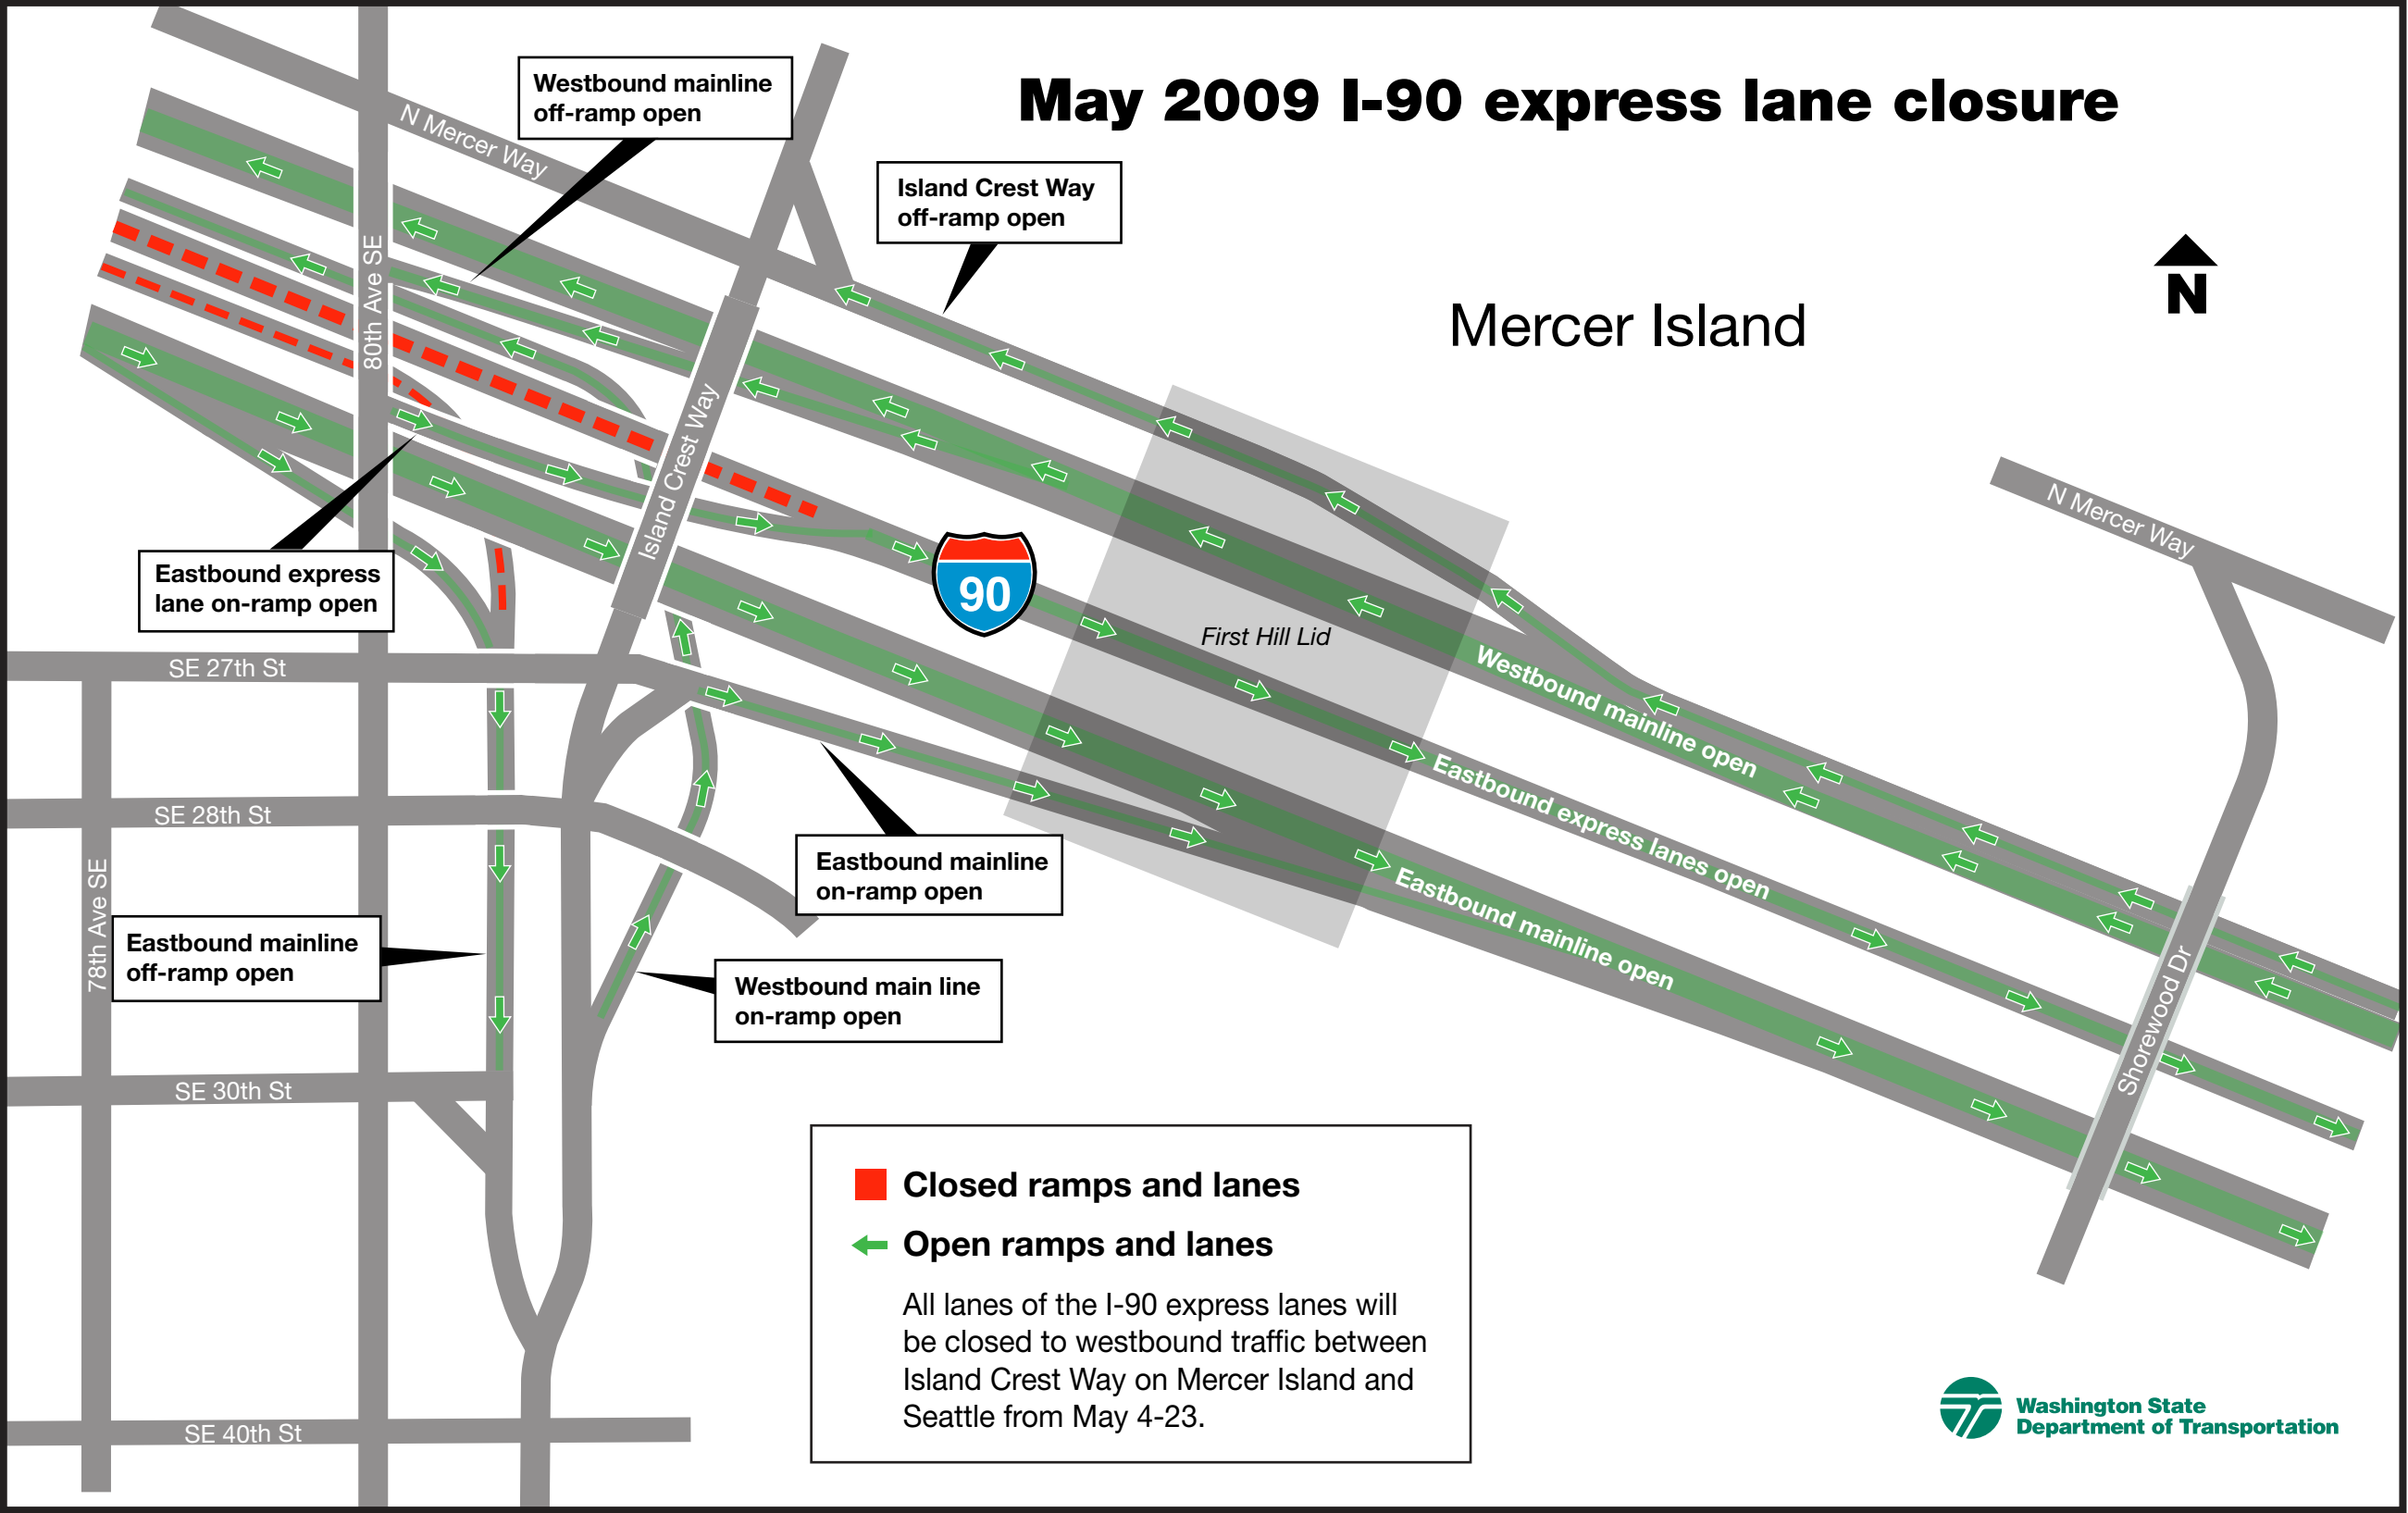 May 2009 I-90 express lane closure
Westbound mainline
off-ramp open
N Mercer Way
Island Crest Way
off-ramp open
Mercer Island
N
80th Ave SE
Island Crest Way
N Mercer Way
Eastbound express
lane on-ramp open
90
First Hill Lid
Westbound mainline open
SE 27th St
Eastbound express lanes open
SE 28th St
Eastbound mainline
on-ramp open
Eastbound mainline open
78th Ave SE
Eastbound mainline
off-ramp open
Westbound main line
on-ramp open
Shorewood Dr
SE 30th St
Closed ramps and lanes
Open ramps and lanes
All lanes of the I-90 express lanes will
be closed to westbound traffic between
Island Crest Way on Mercer Island and
Seattle from May 4-23.
SE 40th St
Washington State
Department of Transportation